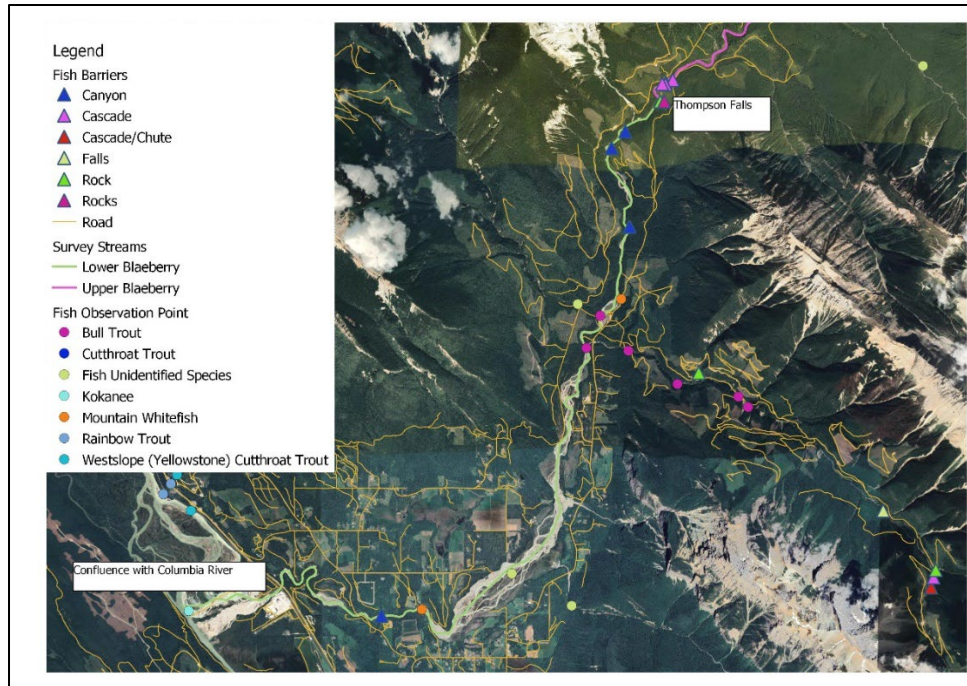 Legend
Fish Barriers
Canyon
Cascade
Cascade/Chute
Falls
Rock
Rocks
Road
Survey Streams
Lower Blaeberry
Upper Blaeberry
Fish Observation Point
Bull Trout
Cutthroat Trout
Fish Unidentified Species
Kokanee
Mountain Whitefish
Rainbow Trout
Westslope (Yellowstone) Cutthroat Trout
Thompson Falls
Confluence with Columbia River